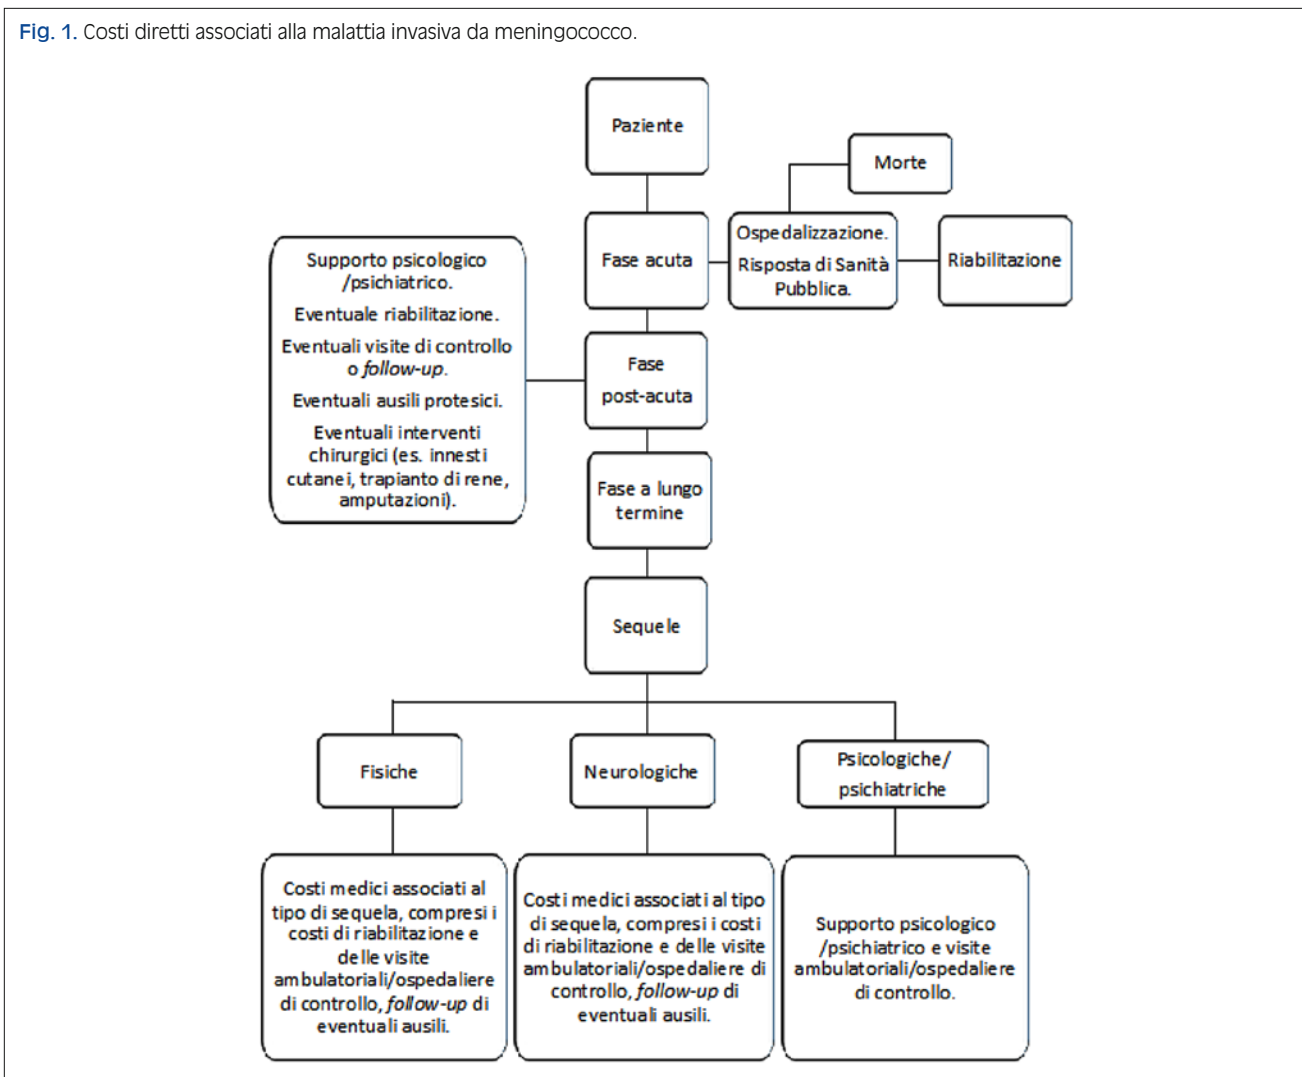 Fig. 1. Costi diretti associati alla malattia invasiva da meningococco.
Paziente
Morte
Fase acuta
Ospedalizzazione.
Risposta di Sanità
Pubblica.
Riabilitazione
Supporto psicologico
/psichiatrico.
Eventuale riabilitazione.
Eventuali visite di controllo
o follow-up.
Eventuali ausili protesici.
Eventuali interventi
chirurgici (es. innesti
cutanei, trapianto di rene,
amputazioni).
Fase
post-acuta
Fase a lungo
termine
Sequele
Fisiche
Neurologiche
Psicologiche/
psichiatriche
Costi medici associati al
tipo di sequela, compresi i
costi di riabilitazione e
delle visite
ambulatoriali/ospedaliere
di controllo, follow-up di
eventuali ausili.
Costi medici associati al tipo
di sequela, compresi i costi
di riabilitazione e delle visite
ambulatoriali/ospedaliere di
controllo, follow-up di
eventuali ausili.
Supporto psicologico
/psichiatrico e visite
ambulatoriali/ospedaliere
di controllo.